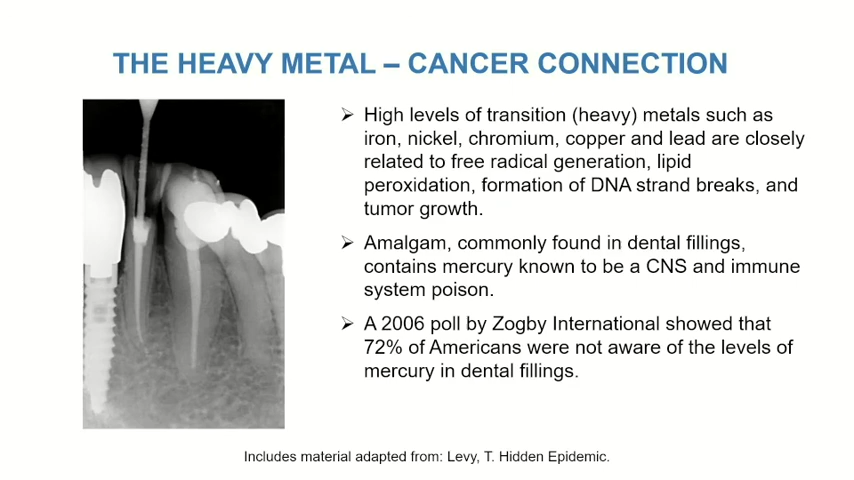 THE HEAVY METAL – CANCER CONNECTION
➢ High levels of transition (heavy) metals such as
iron, nickel, chromium, copper and lead are closely
related to free radical generation, lipid
peroxidation, formation of DNA strand breaks, and
tumor growth.
➢ Amalgam, commonly found in dental fillings,
contains mercury known to be a CNS and immune
system poison.
➢ A 2006 poll by Zogby International showed that
72% of Americans were not aware of the levels of
mercury in dental fillings.
Includes material adapted from: Levy, T. Hidden Epidemic.